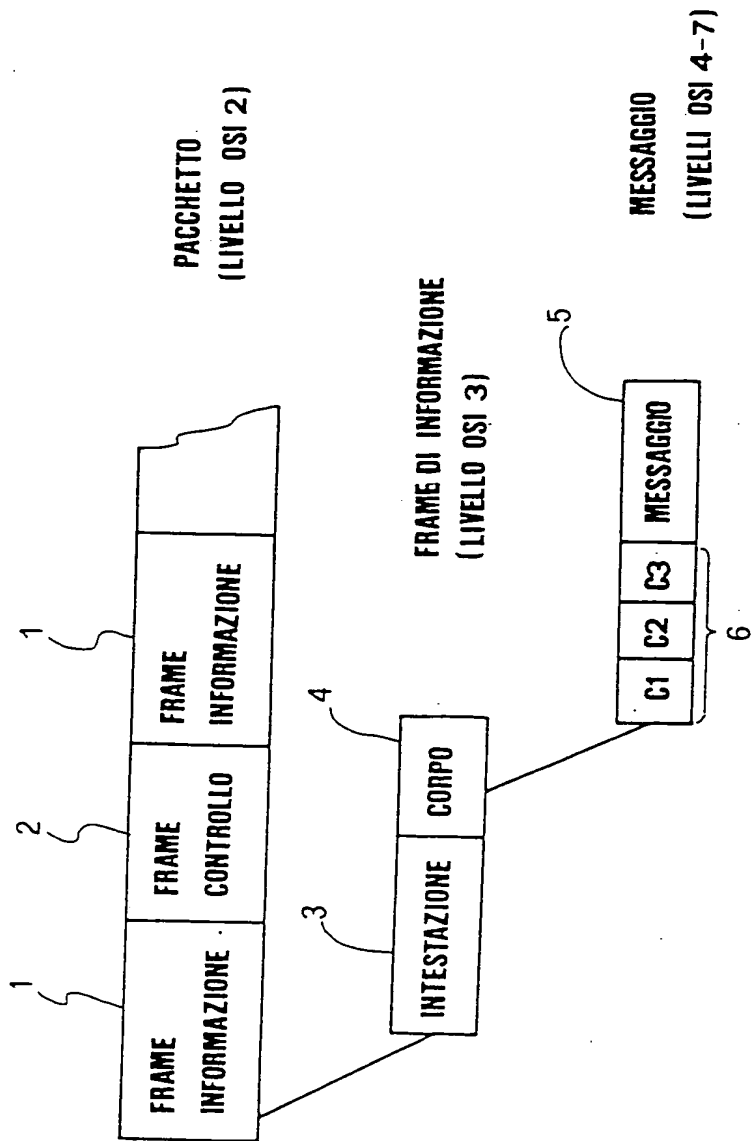 1
2
1
FRAME
INFORMAZIONE
FRAME
CONTROLLO
FRAME
INFORMAZIONE
PACCHETTO
(LIVELLO OSI 2)
3
4
INTESTAZIONE
CORPO
FRAME DI INFORMAZIONE
(LIVELLO OSI 3)
5
C1
C2
C3
MESSAGGIO
6
MESSAGGIO
(LIVELLI OSI 4-7)